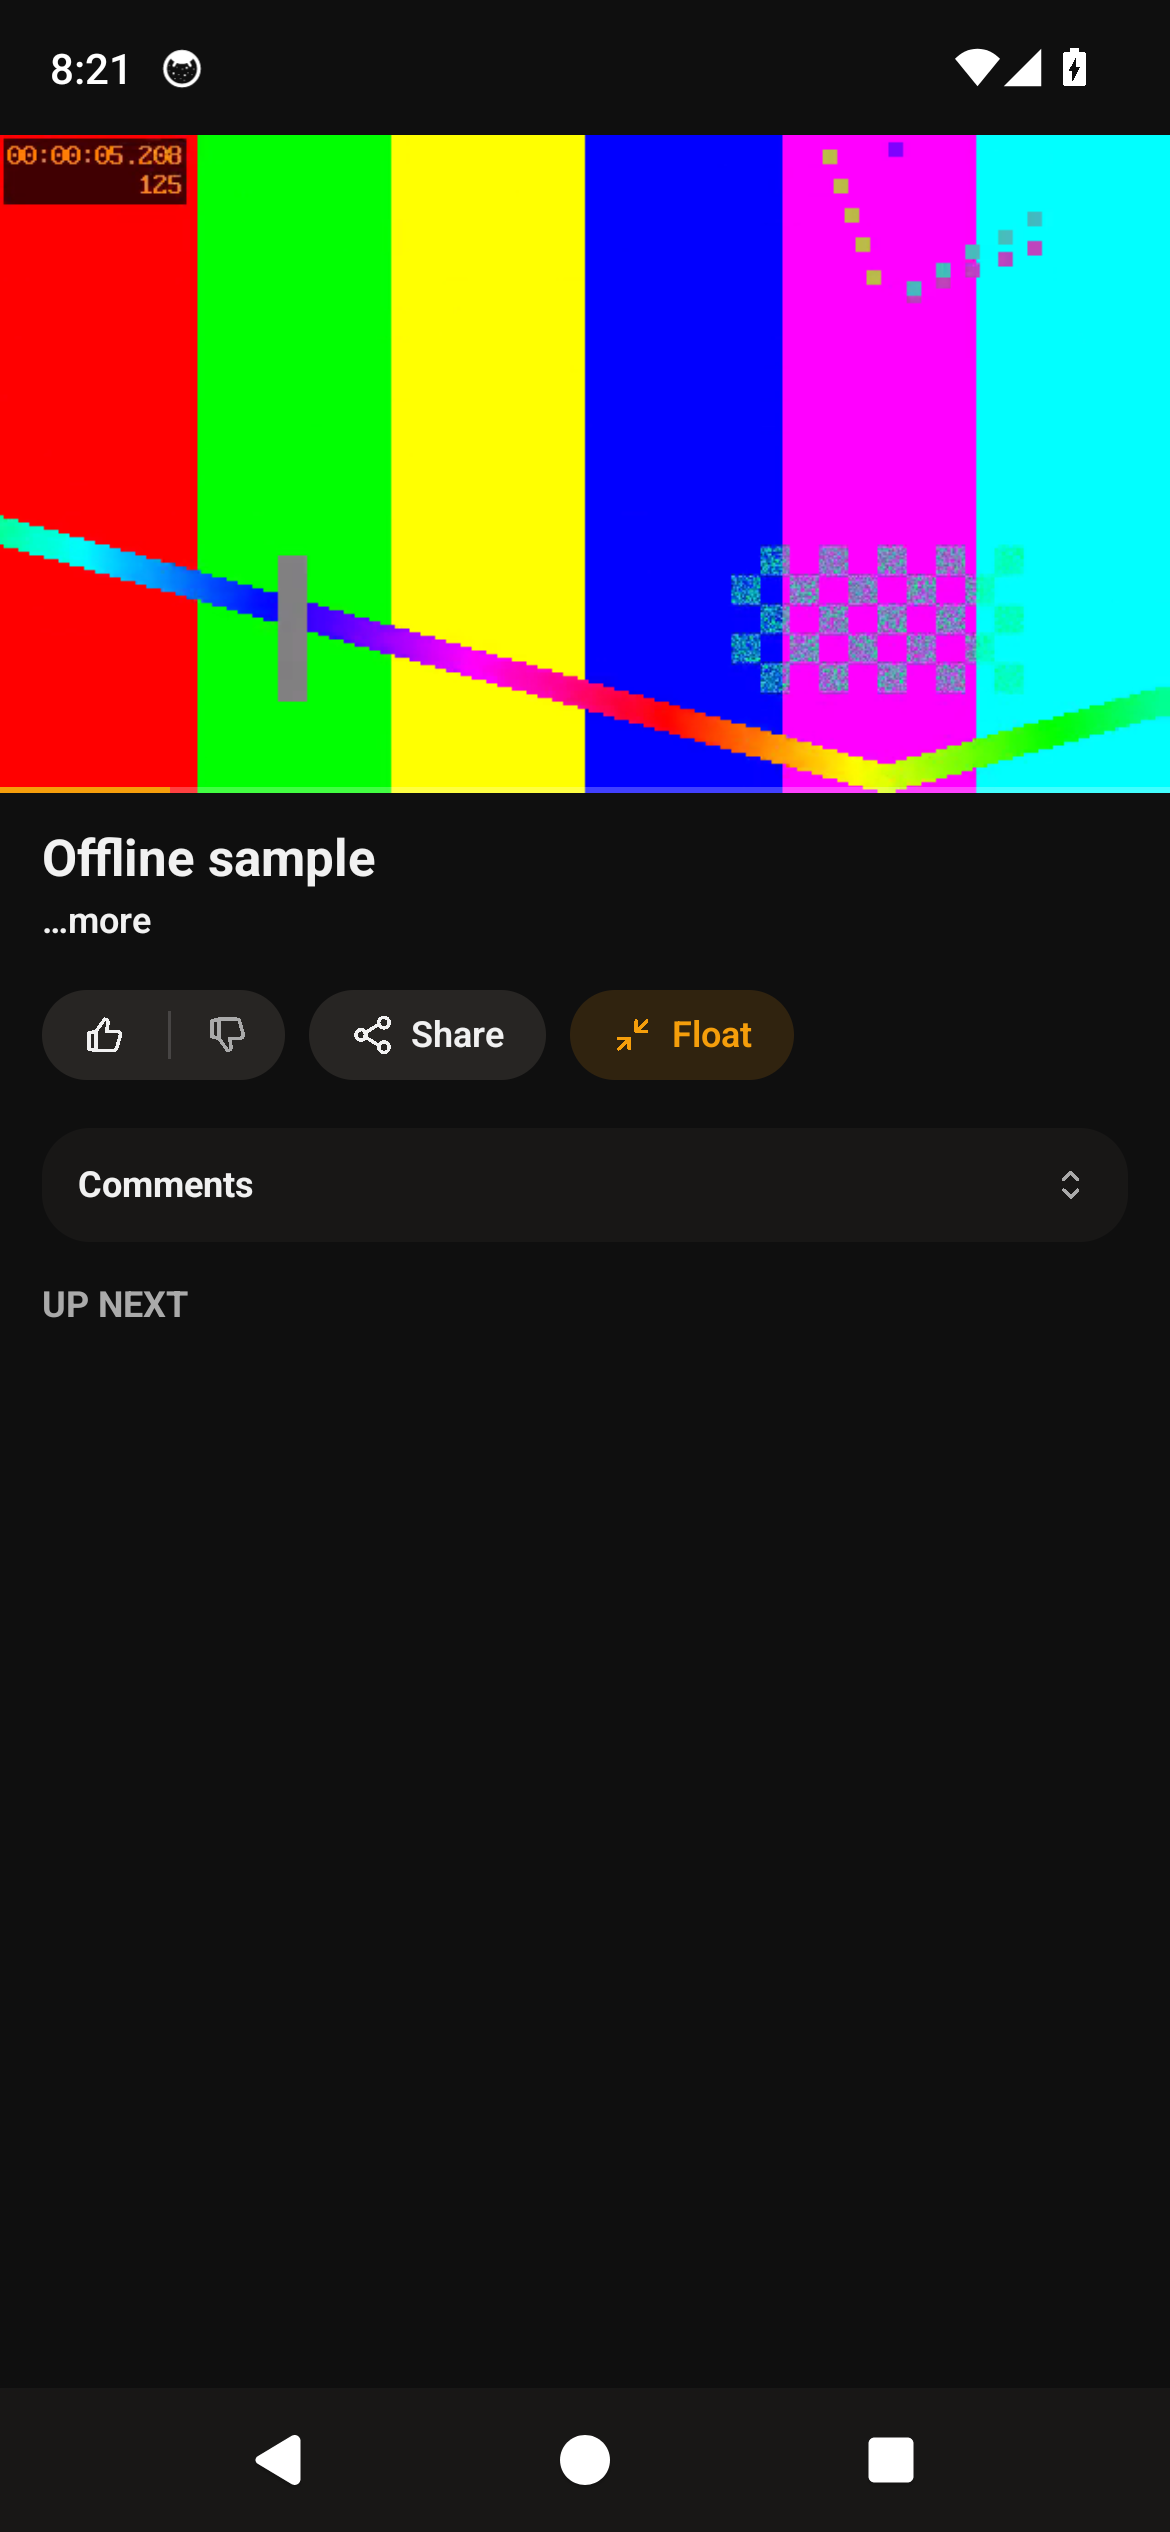 8:21
00:00:05.208
125
Offline sample
…more
Share
Float
Comments
UP NEXT